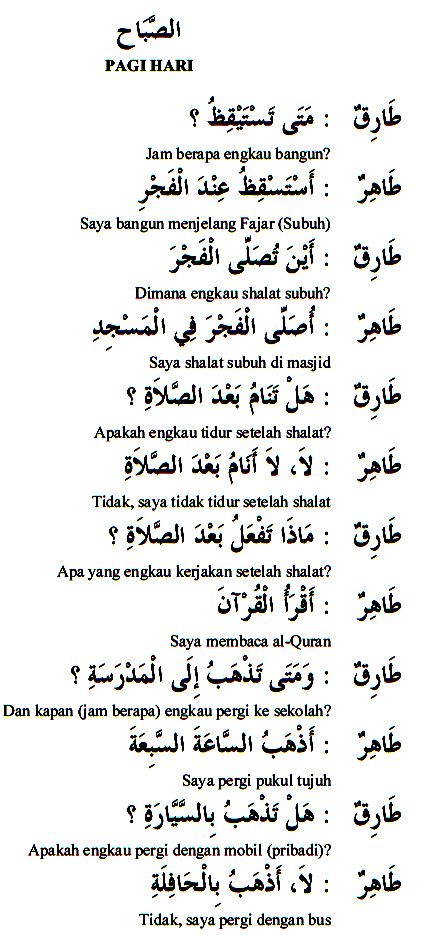 الصَّبَاح
PAGI HARI
طَارِقٌ : مَتَى تَسْتَيْقِظُ ؟
Jam berapa engkau bangun?
طَاهِرٌ : أَسْتَسْقِظُ عِنْدَ الْفَجْرِ
Saya bangun menjelang Fajar (Subuh)
طَارِقٌ : أَيْنَ تُصَلِّى الْفَجْرَ
Dimana engkau shalat subuh?
طَاهِرٌ : أُصَلِّى الْفَجْرَ فِي الْمَسْجِدِ
Saya shalat subuh di masjid
طَارِقٌ : هَلْ تَنَامُ بَعْدَ الصَّلاَةِ ؟
Apakah engkau tidur setelah shalat?
طَاهِرٌ : لاَ، لاَ أَنَامُ بَعْدَ الصَّلاَةِ
Tidak, saya tidak tidur setelah shalat
طَارِقٌ : مَاذَا تَفْعَلُ بَعْدَ الصَّلاَةِ ؟
Apa yang engkau kerjakan setelah shalat?
طَاهِرٌ : أَقْرَأُ الْقُرْآنَ
Saya membaca al-Quran
طَارِقٌ : وَمَتَى تَذْهَبُ إِلَى الْمَدْرَسَةِ ؟
Dan kapan (jam berapa) engkau pergi ke sekolah?
طَاهِرٌ : أَذْهَبُ السَّاعَةَ السَّبِعَةَ
Saya pergi pukul tujuh
طَارِقٌ : هَلْ تَذْهَبُ بِالسَّيَّارَةِ ؟
Apakah engkau pergi dengan mobil (pribadi)?
طَاهِرٌ : لاَ، أَذْهَبُ بِالْحَافِلَةِ
Tidak, saya pergi dengan bus